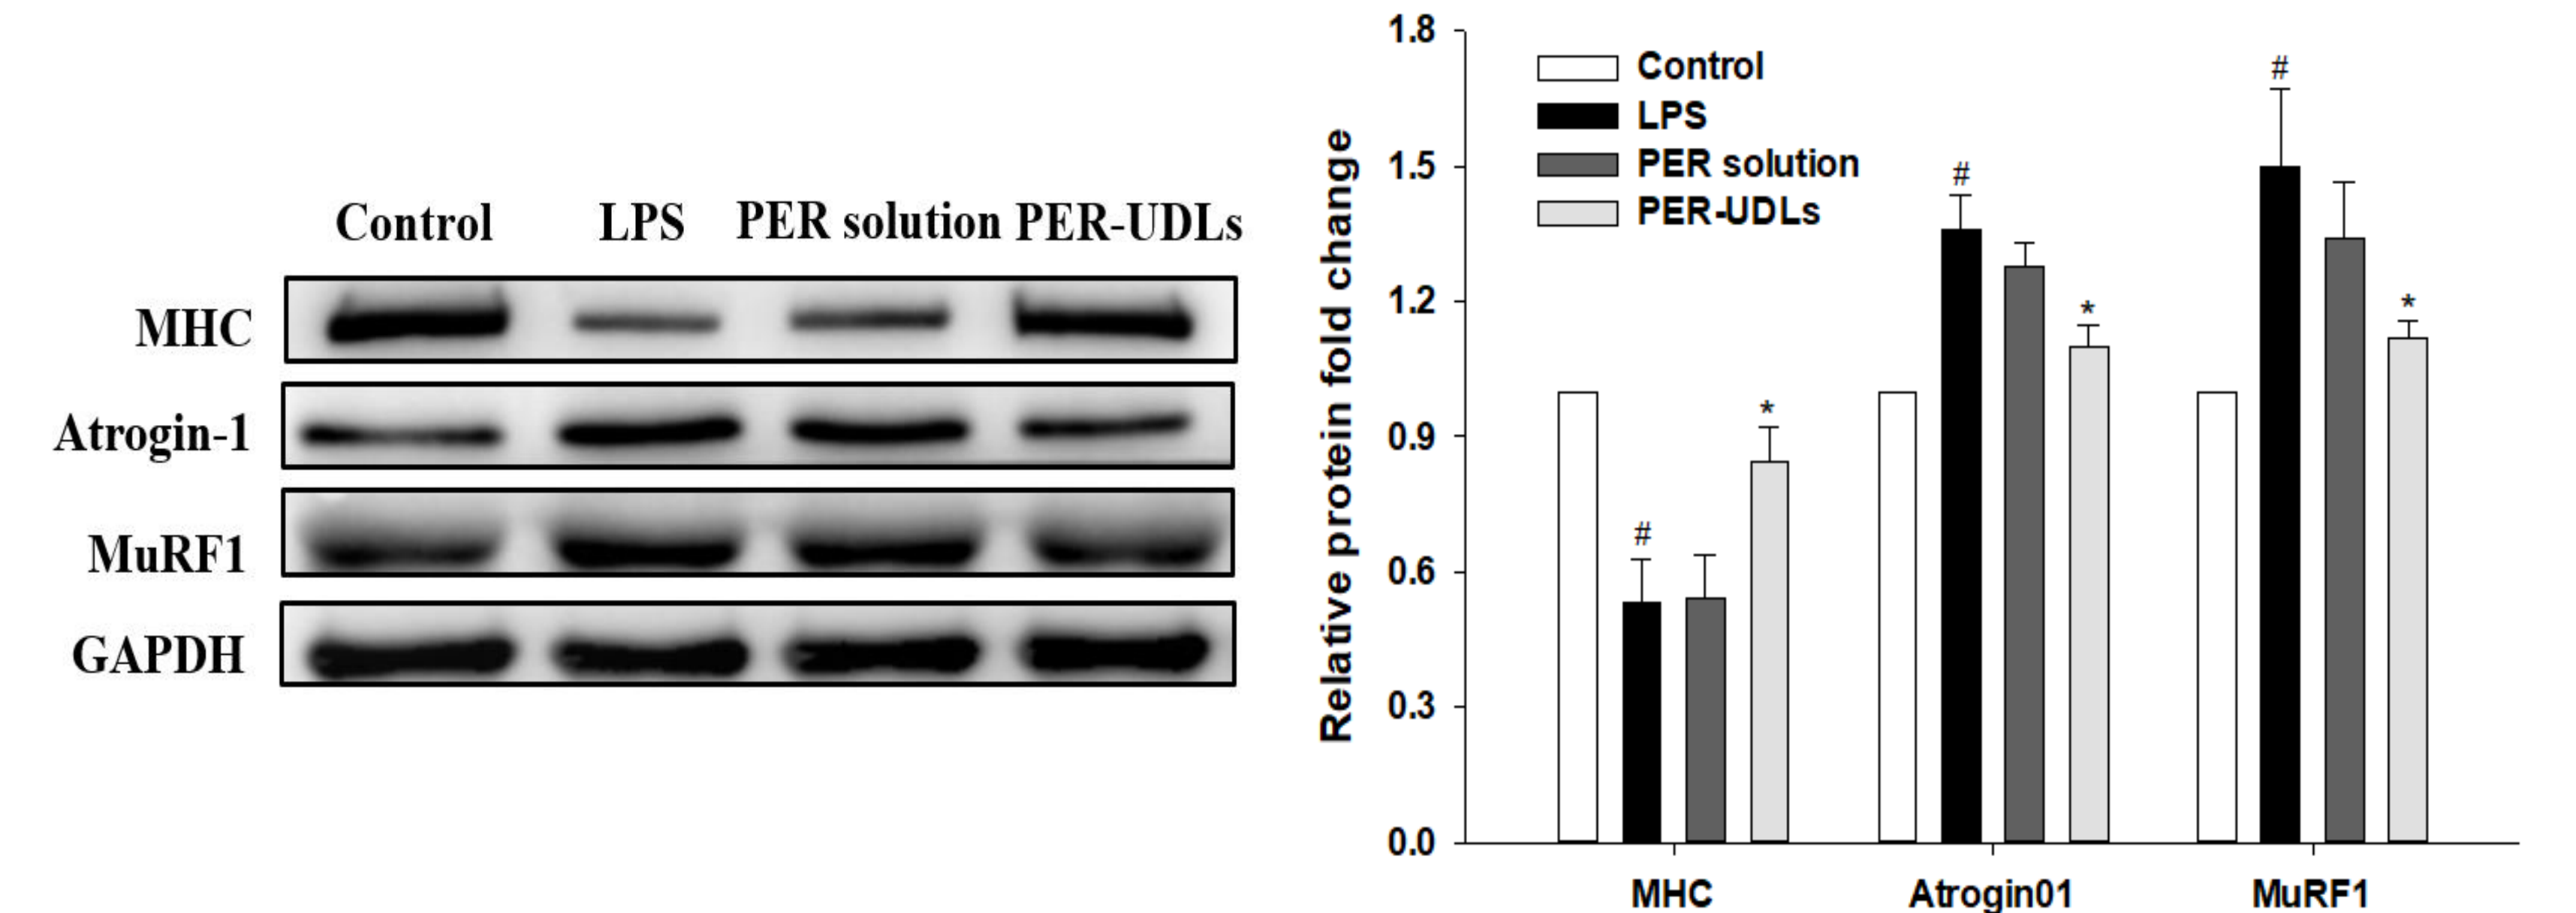 Control LPS PER solution PER-UDLs
MHC
Atrogin-1
MuRF1
GAPDH
Relative protein fold change
1.8
1.5
1.2
0.9
0.6
0.3
0.0
Control
LPS
PER solution
PER-UDLs
#
*
#
*
#
*
MHC Atrogin01 MuRF1